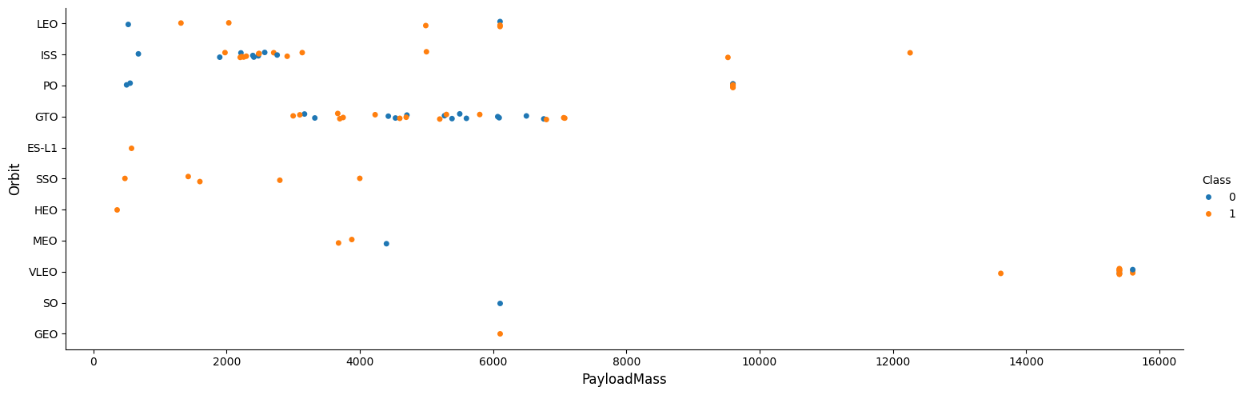 LEO
ISS
PO
GTO
ES-L1
SSO
HEO
MEO
VLEO
SO
GEO
Orbit
0 2000 4000 6000 8000 10000 12000 14000 16000
PayloadMass
Class
0
1